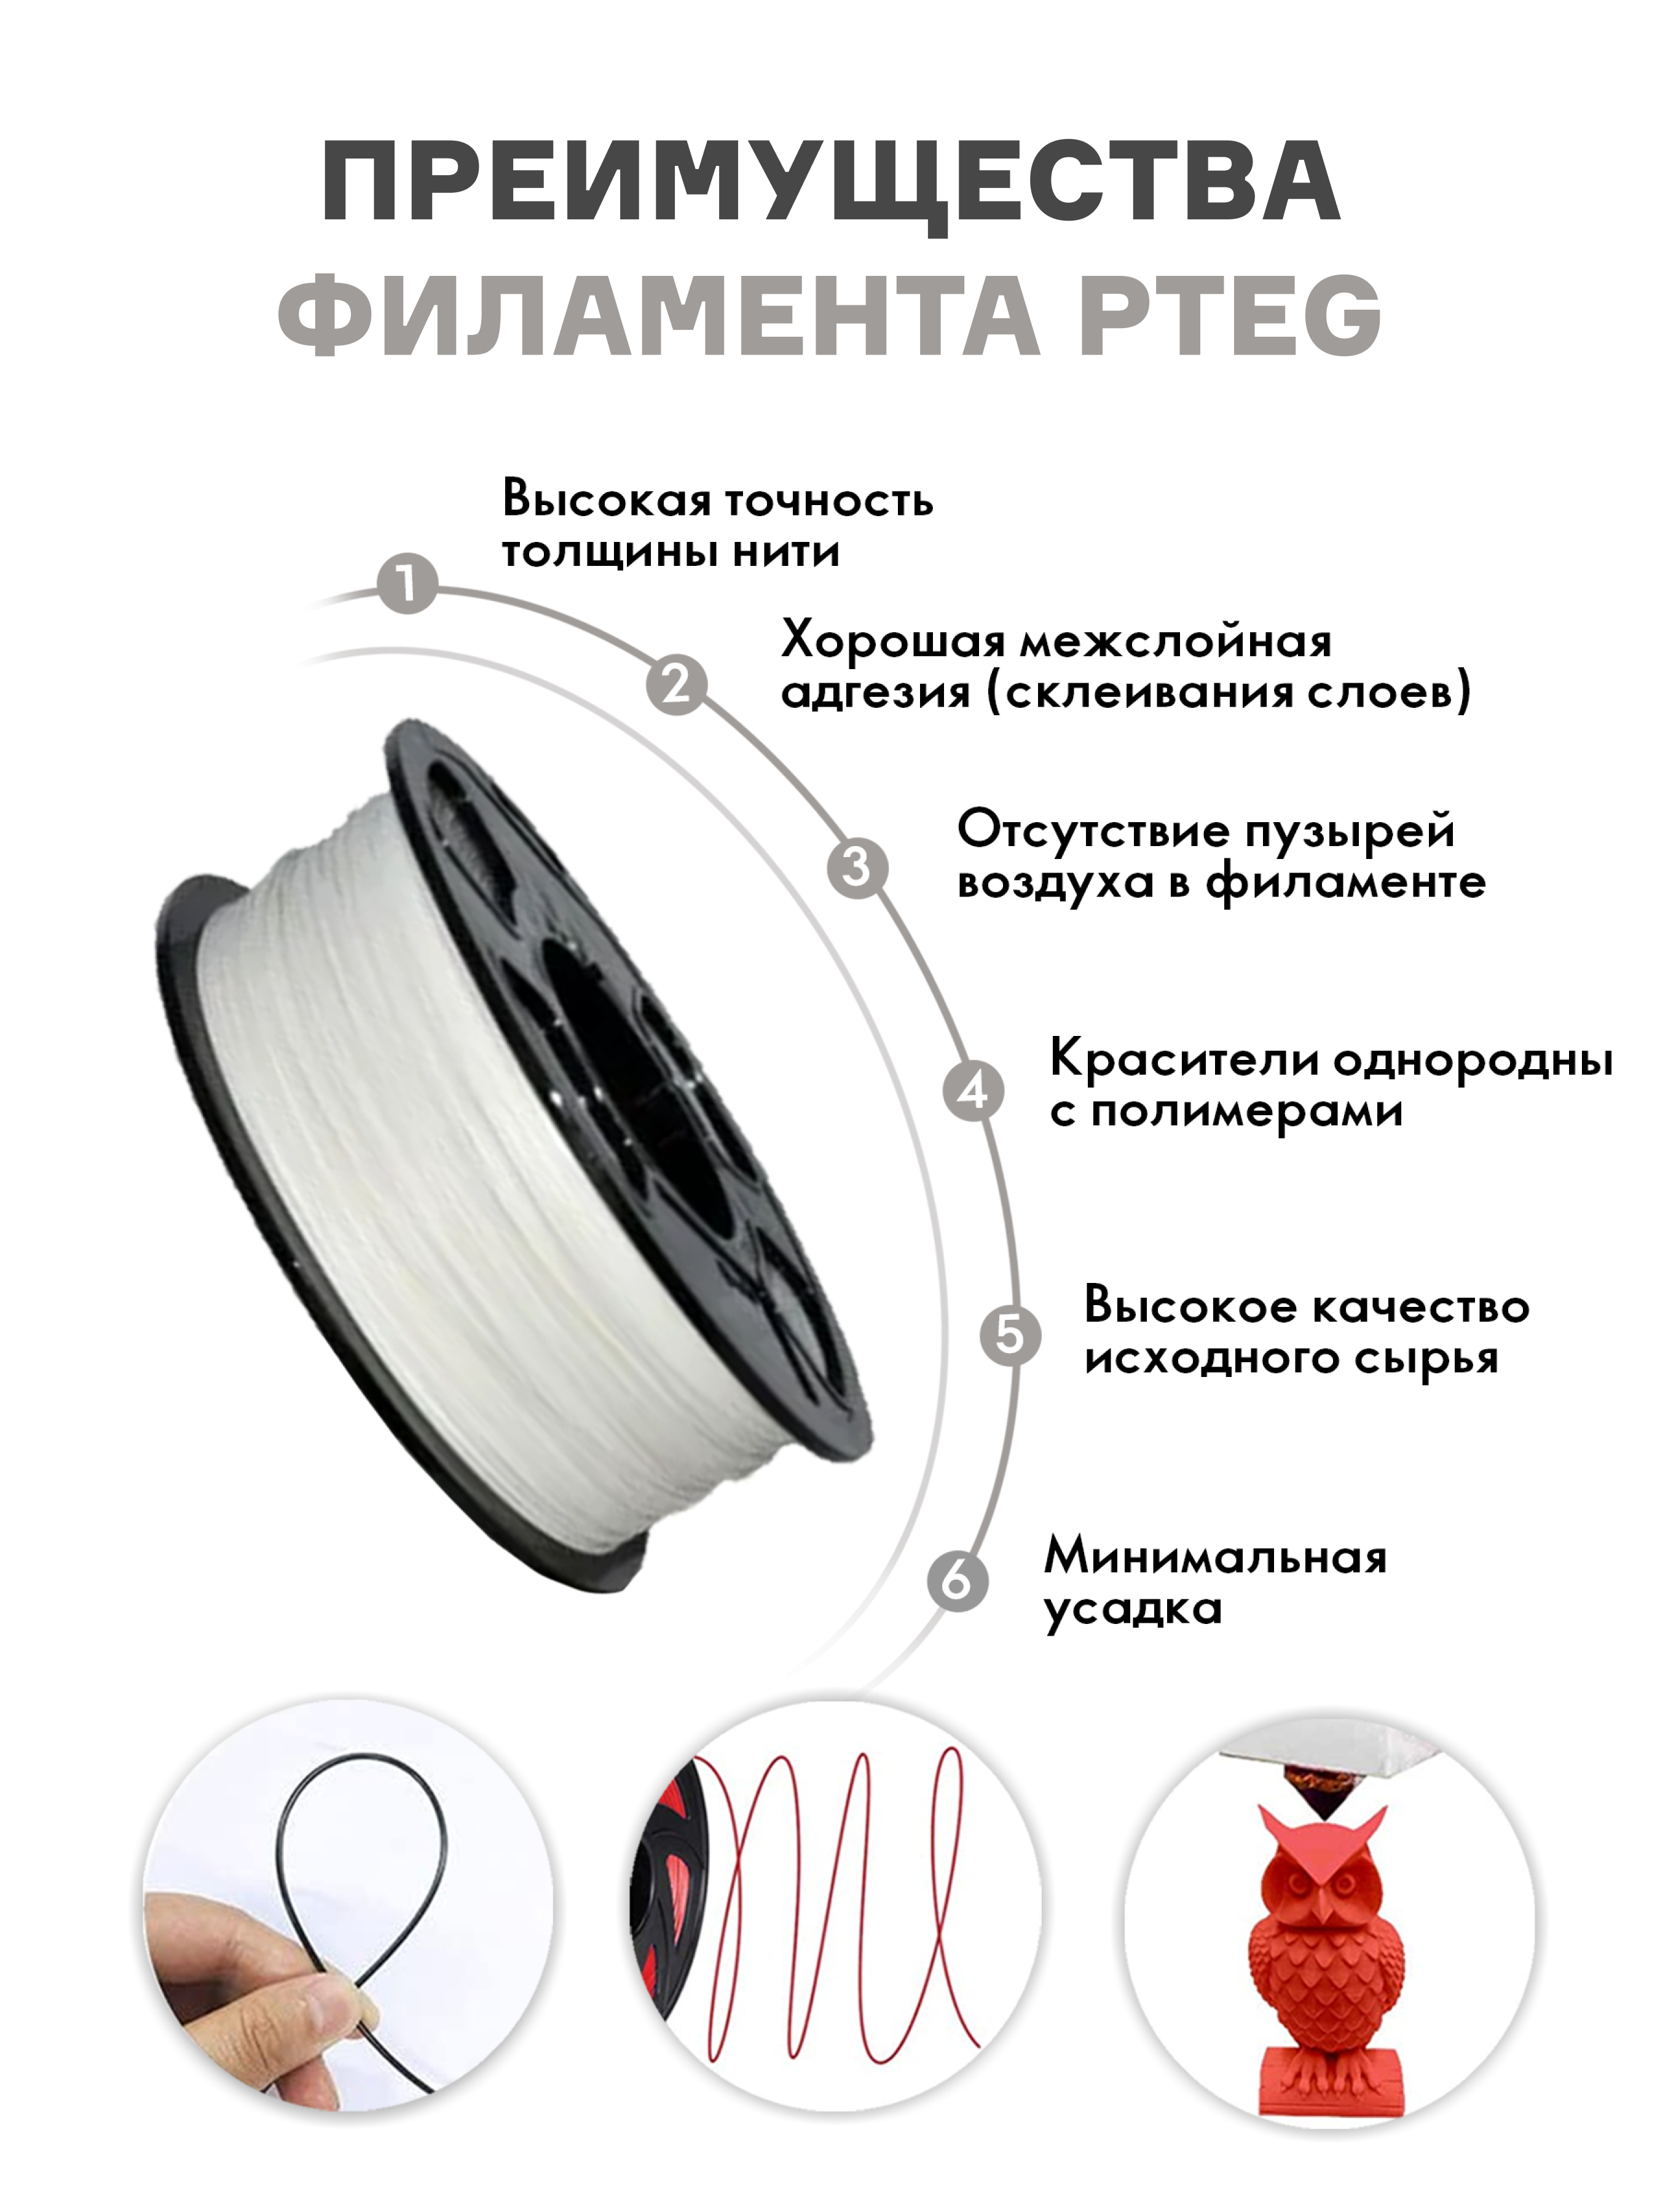 ПРЕИМУЩЕСТВА
ФИЛАМЕНТА PTEG
1
Высокая точность
толщины нити
2
Хорошая межслойная
адгезия (склеивания слоев)
3
Отсутствие пузырей
воздуха в филаменте
4
Красители однородны
с полимерами
5
Высокое качество
исходного сырья
6
Минимальная
усадка